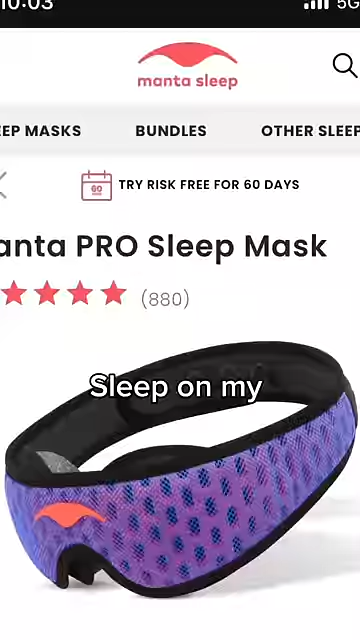 10:03
5G
manta sleep
EEP MASKS BUNDLES OTHER SLEEP
60
TRY RISK FREE FOR 60 DAYS
anta PRO Sleep Mask
(880)
Sleep on my